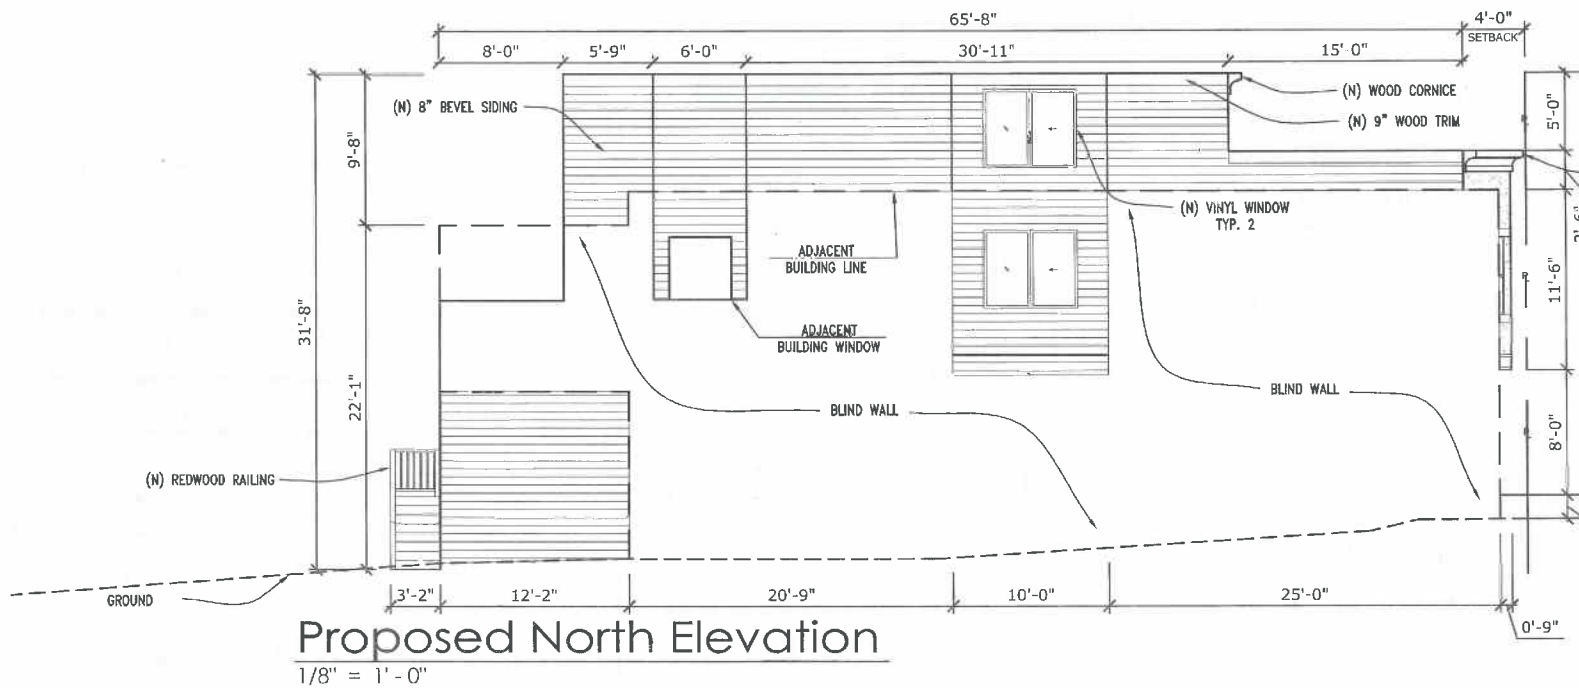 65'-8"
4'-0"
SETBACK
8'-0"
5'-9"
6'-0"
30'-11"
15'-0"
(N) 8" BEVEL SIDING
(N) WOOD CORNICE
(N) 9" WOOD TRIM
9'-8"
5'-0"
(N) VINYL WINDOW
TYP. 2
ADJACENT
BUILDING LINE
31'-8"
11'-6"
ADJACENT
BUILDING WINDOW
22'-1"
BLIND WALL
BLIND WALL
8'-0"
(N) REDWOOD RAILING
GROUND
3'-2"
12'-2"
20'-9"
10'-0"
25'-0"
0'-9"
Proposed North Elevation
1/8" = 1'-0"